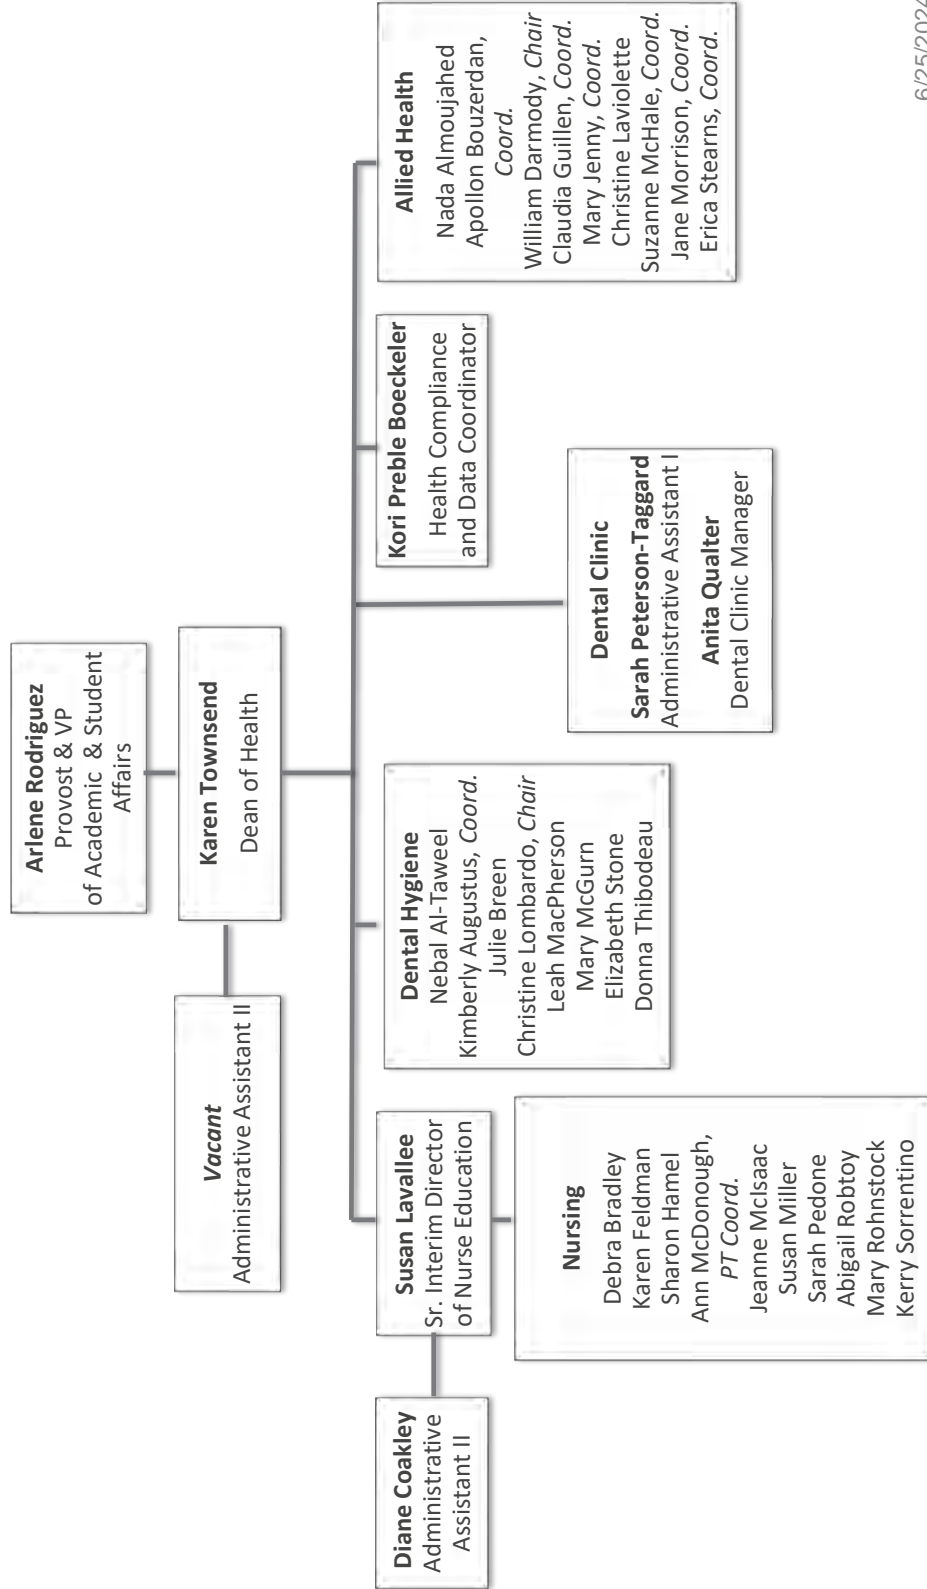 Arlene Rodriguez
Provost & VP
of Academic & Student
Affairs
Karen Townsend
Dean of Health
Vacant
Administrative Assistant II
Diane Coakley
Administrative
Assistant II
Susan Lavallee
Sr. Interim Director
of Nurse Education
Nursing
Debra Bradley
Karen Feldman
Sharon Hamel
Ann McDonough,
PT Coord.
Jeanne McIsaac
Susan Miller
Sarah Pedone
Abigail Robtoy
Mary Rohnstock
Kerry Sorrentino
Dental Hygiene
Nebal Al-Taweel
Kimberly Augustus, Coord.
Julie Breen
Christine Lombardo, Chair
Leah MacPherson
Mary McGurn
Elizabeth Stone
Donna Thibodeau
Dental Clinic
Sarah Peterson-Taggard
Administrative Assistant I
Anita Qualter
Dental Clinic Manager
Kori Preble Boeckeler
Health Compliance
and Data Coordinator
Allied Health
Nada Almoujahed
Apollon Bouzerdan,
Coord.
William Darmody, Chair
Claudia Guillen, Coord.
Mary Jenny, Coord.
Christine Laviolette
Suzanne McHale, Coord.
Jane Morrison, Coord.
Erica Stearns, Coord.
6/25/2024